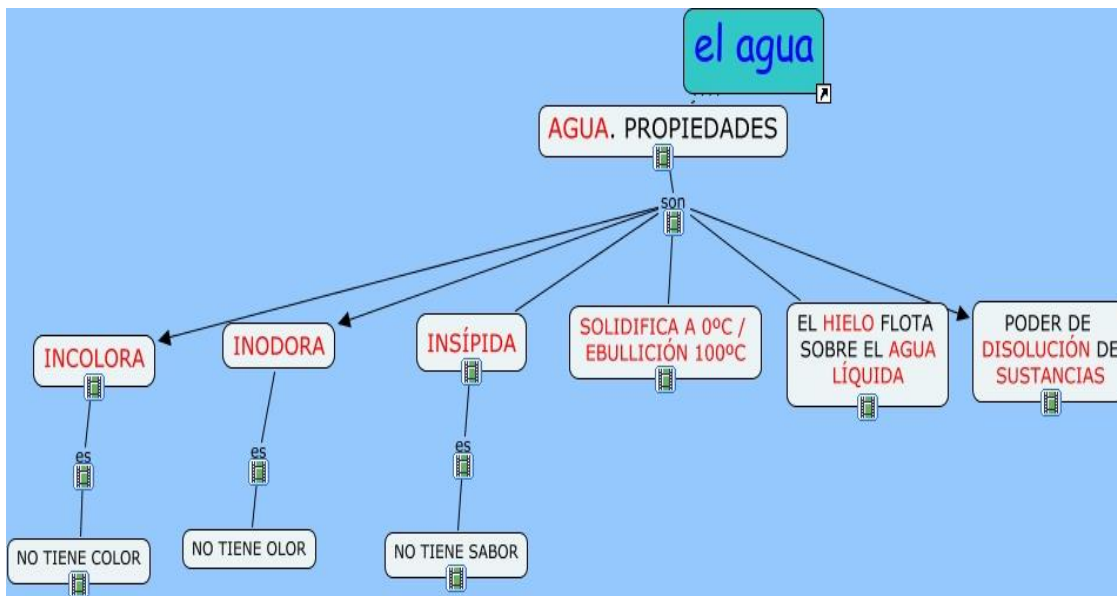 el agua
AGUA. PROPIEDADES
son
INCOLORA
INODORA
INSÍPIDA
SOLIDIFICA A 0ºC /
EBULLICIÓN 100ºC
EL HIELO FLOTA
SOBRE EL AGUA
LÍQUIDA
PODER DE
DISOLUCIÓN DE
SUSTANCIAS
es
es
es
NO TIENE COLOR
NO TIENE OLOR
NO TIENE SABOR